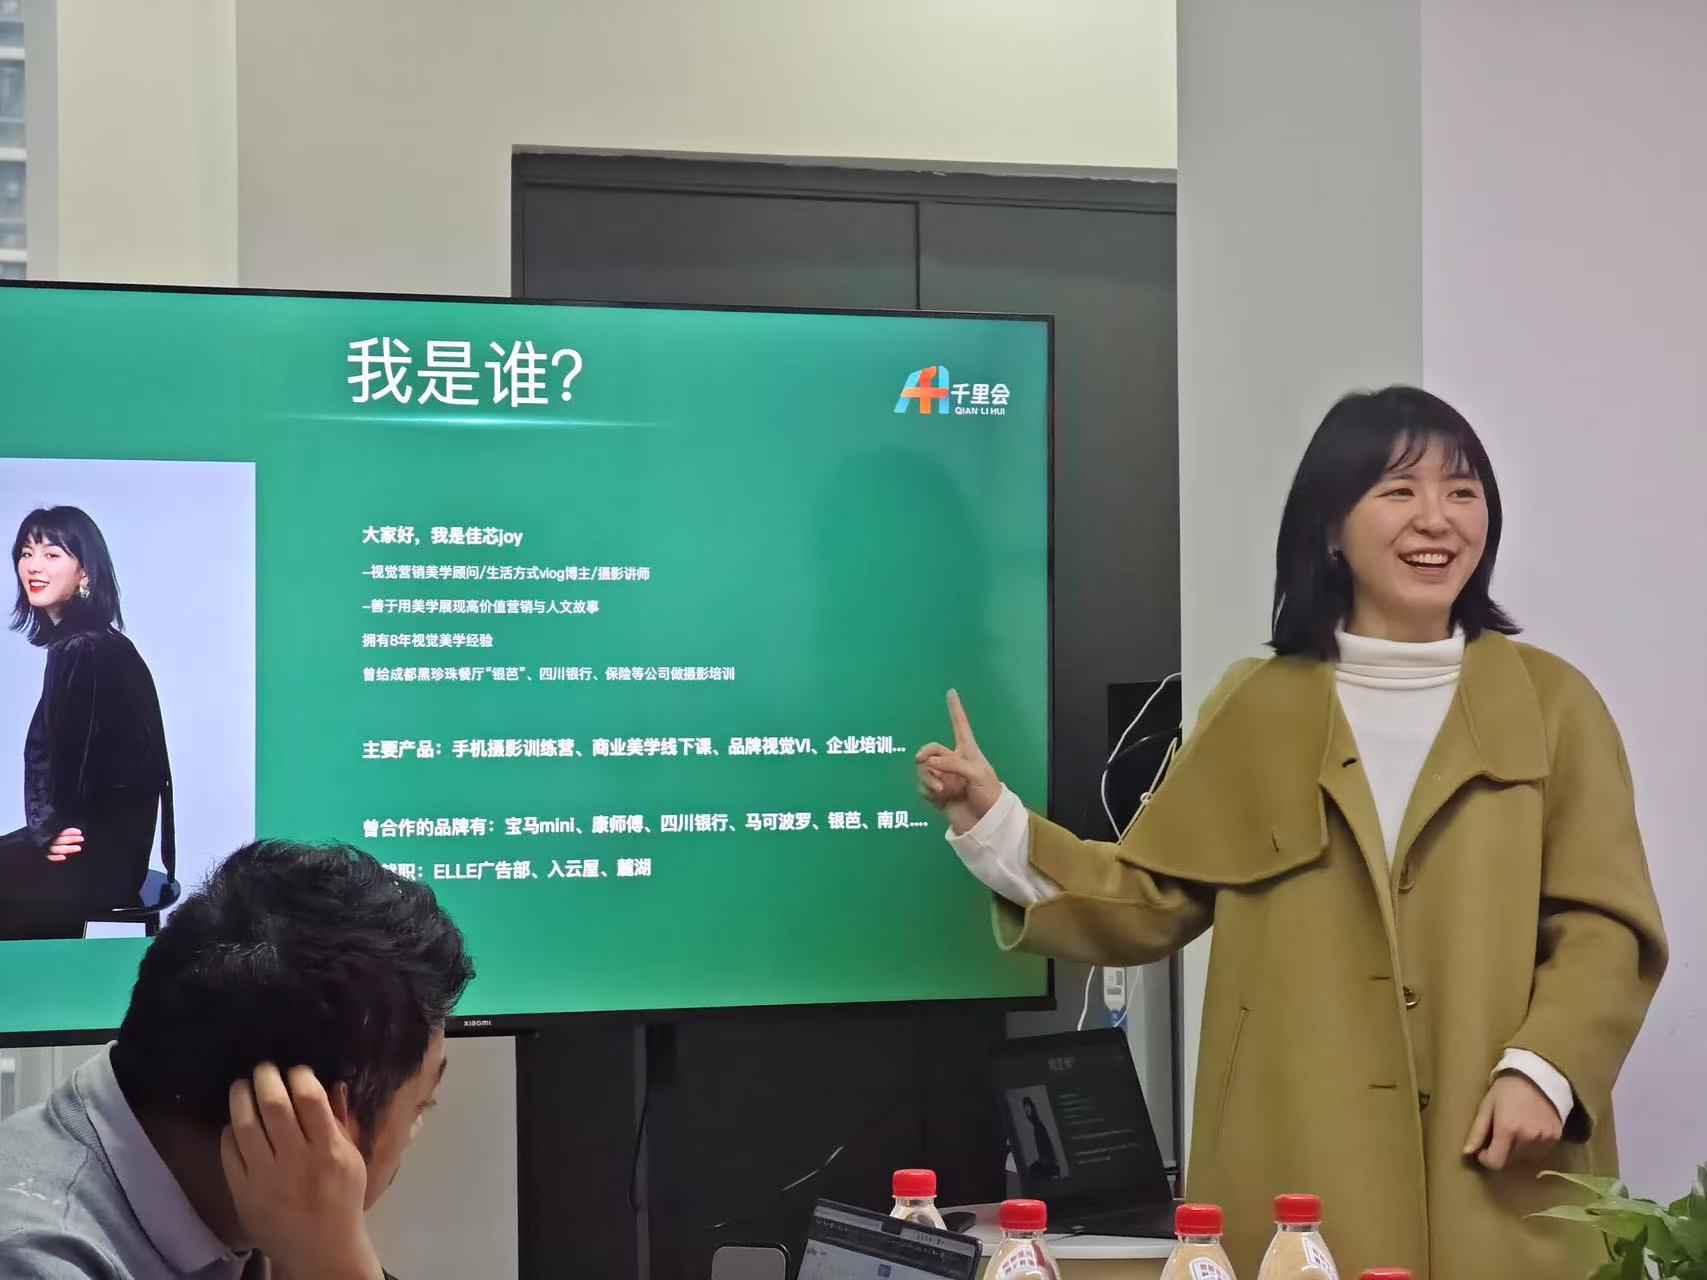 我是谁?
千里会
QIAN LI HUI
大家好，我是佳芯joy
-视觉营销美学顾问/生活方式vlog博主/摄影讲师
-善于用美学展现高价值营销与人文故事
拥有8年视觉美学经验
曾给成都黑珍珠餐厅“银芭”、四川银行、保险等公司做摄影培训
主要产品：手机摄影训练营、商业美学线下课、品牌视觉VI、企业培训...
曾合作的品牌有：宝马mini、康师傅、四川银行、马可波罗、银芭、南贝....
职：ELLE广告部、入云屋、麓湖
xiaomi
我是谁?